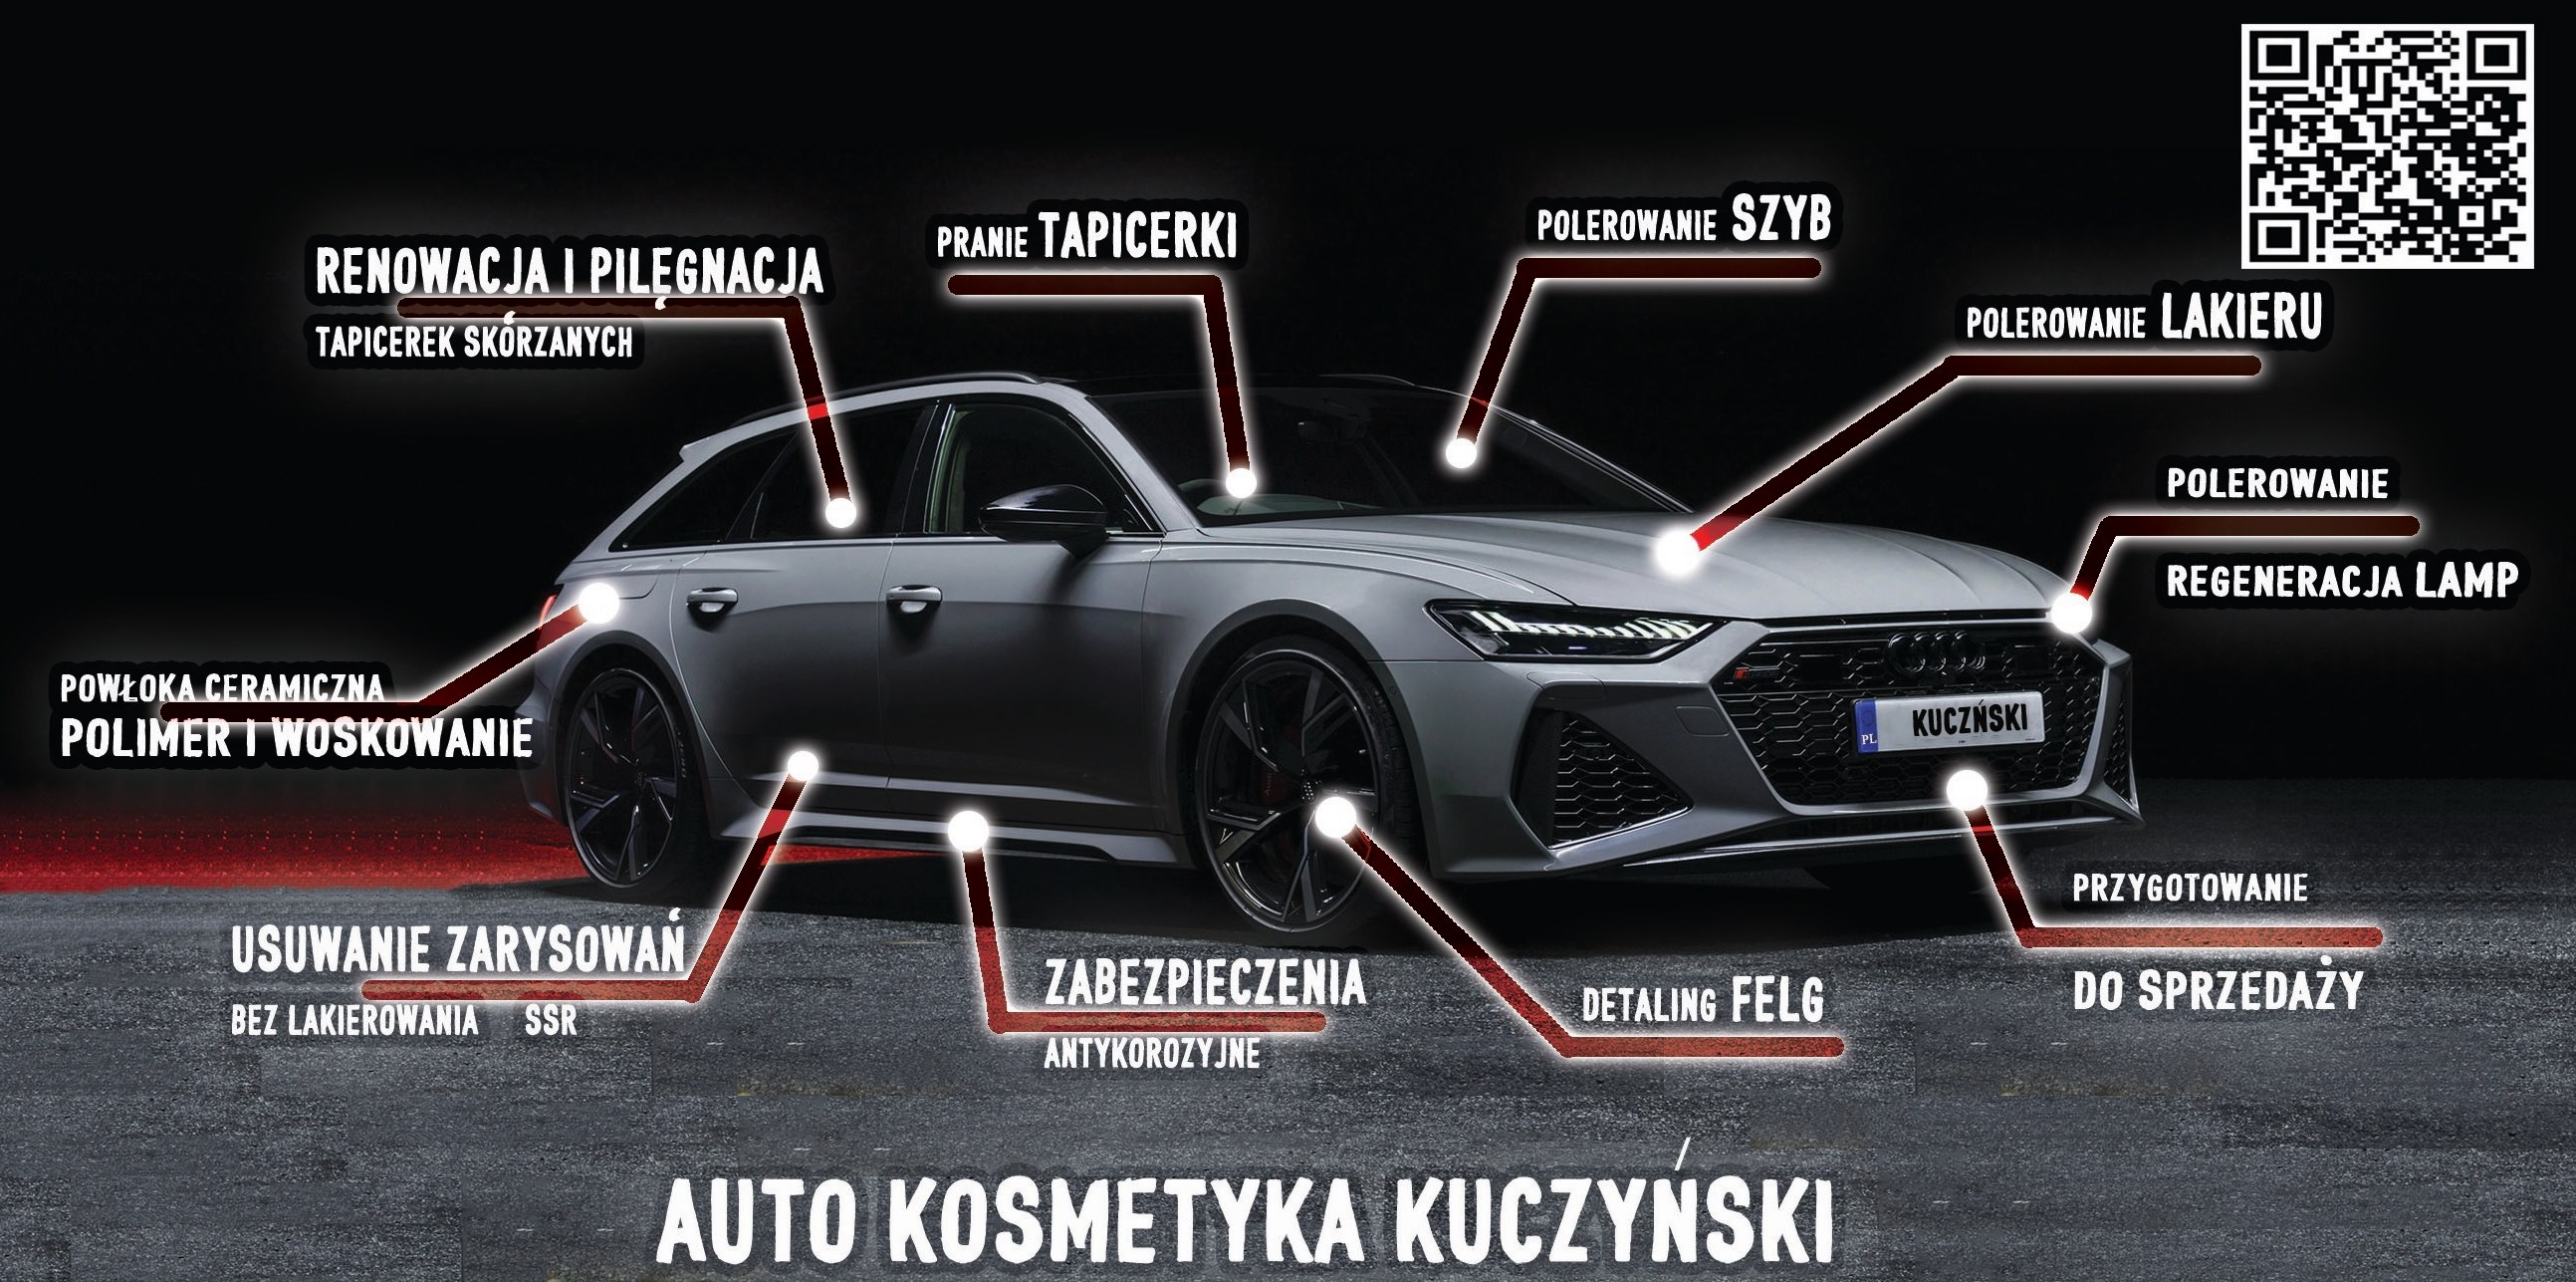 RENOWACJA I PILĘGNACJA
TAPICEREK SKÓRZANYCH
PRANIE TAPICERKI
POLEROWANIE SZYB
POLEROWANIE LAKIERU
POLEROWANIE
REGENERACJA LAMP
POWŁOKA CERAMICZNA
POLIMER I WOSKOWANIE
PL KUCZŃSKI
USUWANIE ZARYSOWAŃ
BEZ LAKIEROWANIA SSR
ZABEZPIECZENIA
ANTYKOROZYJNE
DETALING FELG
PRZYGOTOWANIE
DO SPRZEDAŻY
AUTO KOSMETYKA KUCZYŃSKI